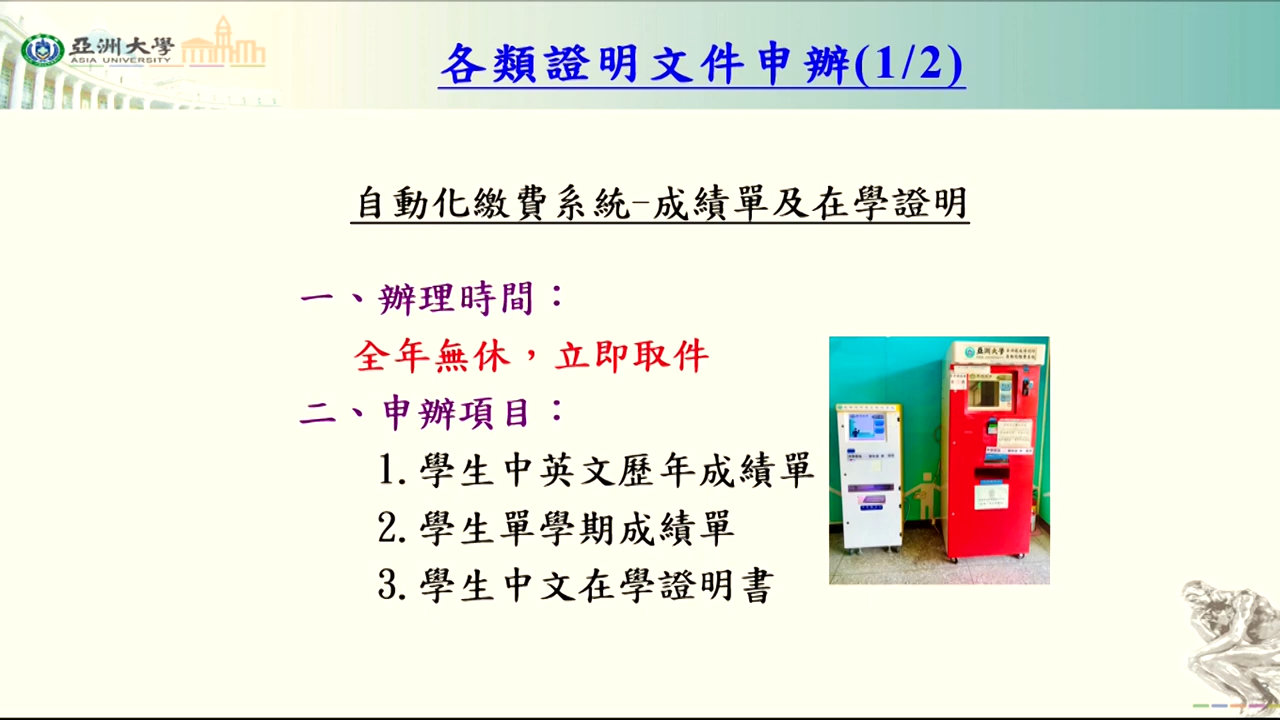 亞洲大學
ASIA UNIVERSITY
各類證明文件申辦(1/2)
自動化繳費系統-成績單及在學證明
一、辦理時間：
全年無休，立即取件
二、申辦項目：
1.學生中英文歷年成績單
2.學生單學期成績單
3.學生中文在學證明書
亞洲大學